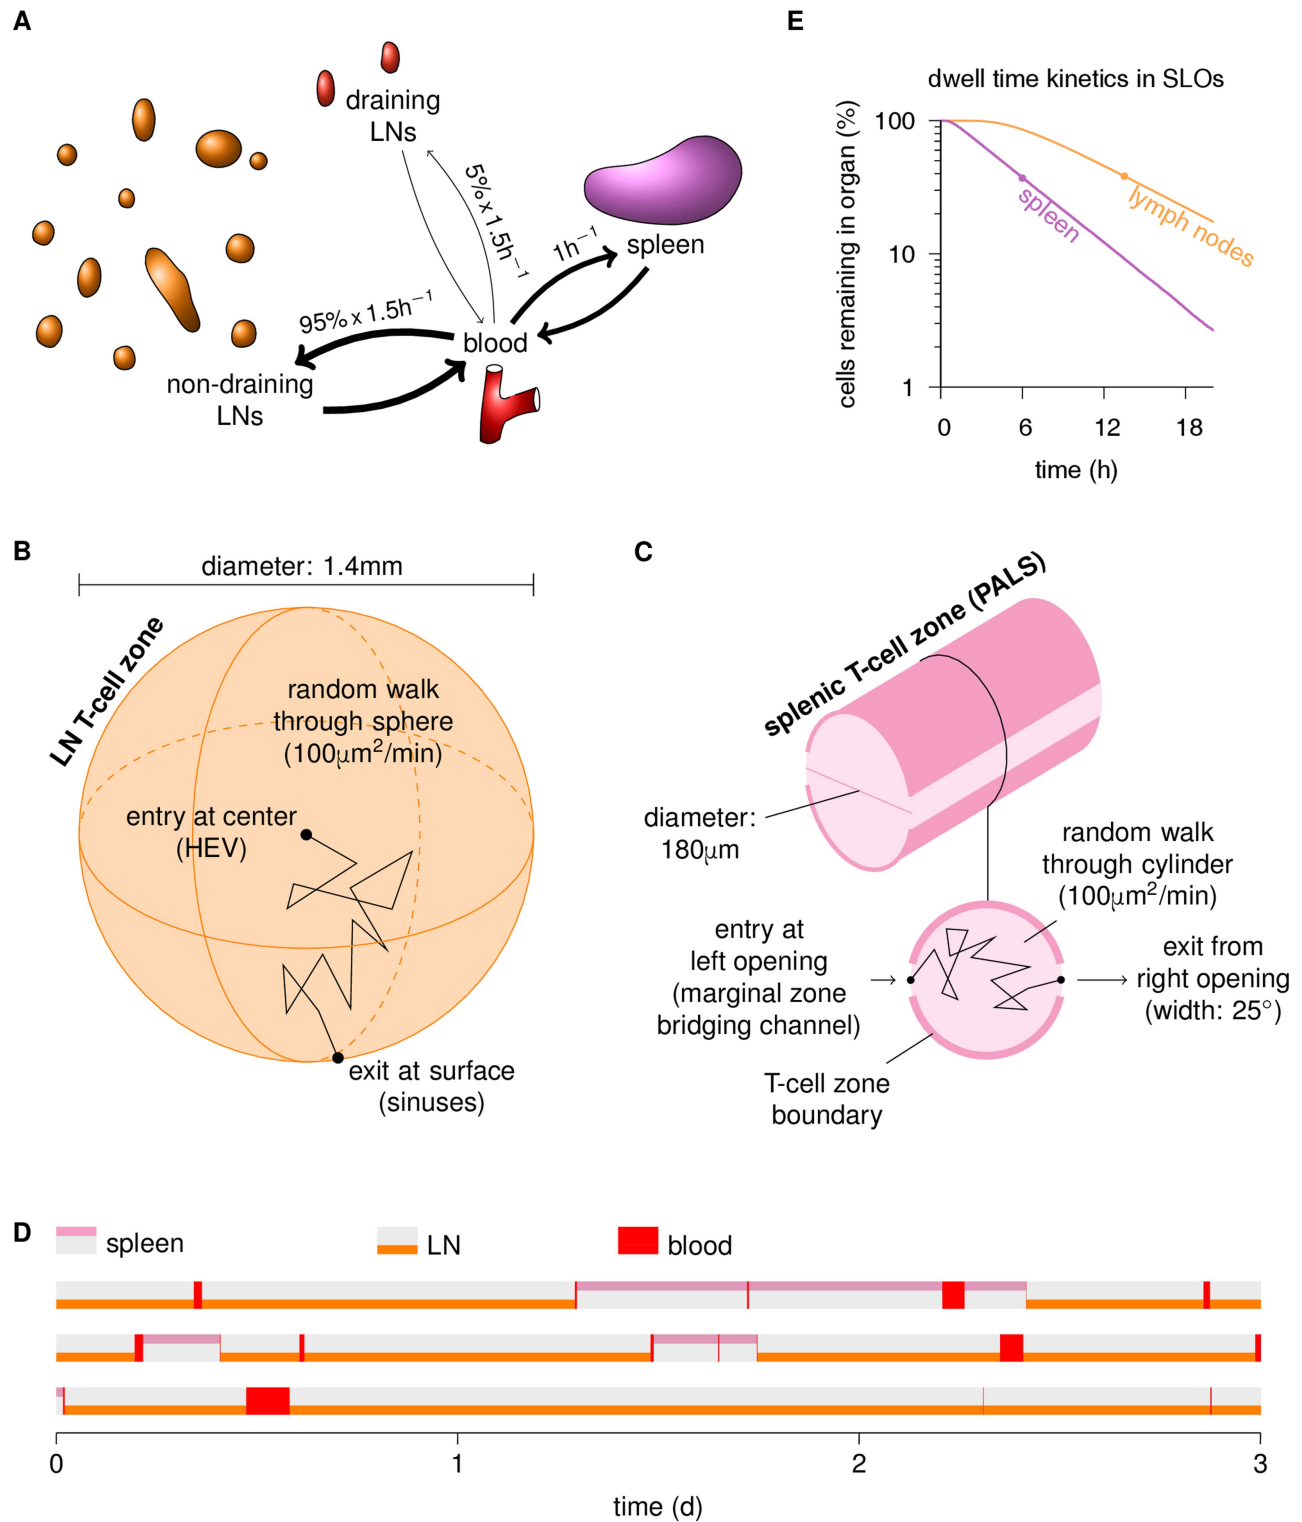 A
draining
LNs
5% x 1.5h⁻¹
1h⁻¹
spleen
95% x 1.5h⁻¹
blood
non-draining
LNs
E
dwell time kinetics in SLOs
cells remaining in organ (%)
100
10
1
spleen
lymph nodes
0 6 12 18
time (h)
B
diameter: 1.4mm
LN T-cell zone
random walk
through sphere
(100μm²/min)
entry at center
(HEV)
exit at surface
(sinuses)
C
splenic T-cell zone (PALS)
diameter:
180μm
random walk
through cylinder
(100μm²/min)
entry at
left opening
(marginal zone
bridging channel)
exit from
right opening
(width: 25°)
T-cell zone
boundary
D
spleen LN blood
0 1 2 3
time (d)